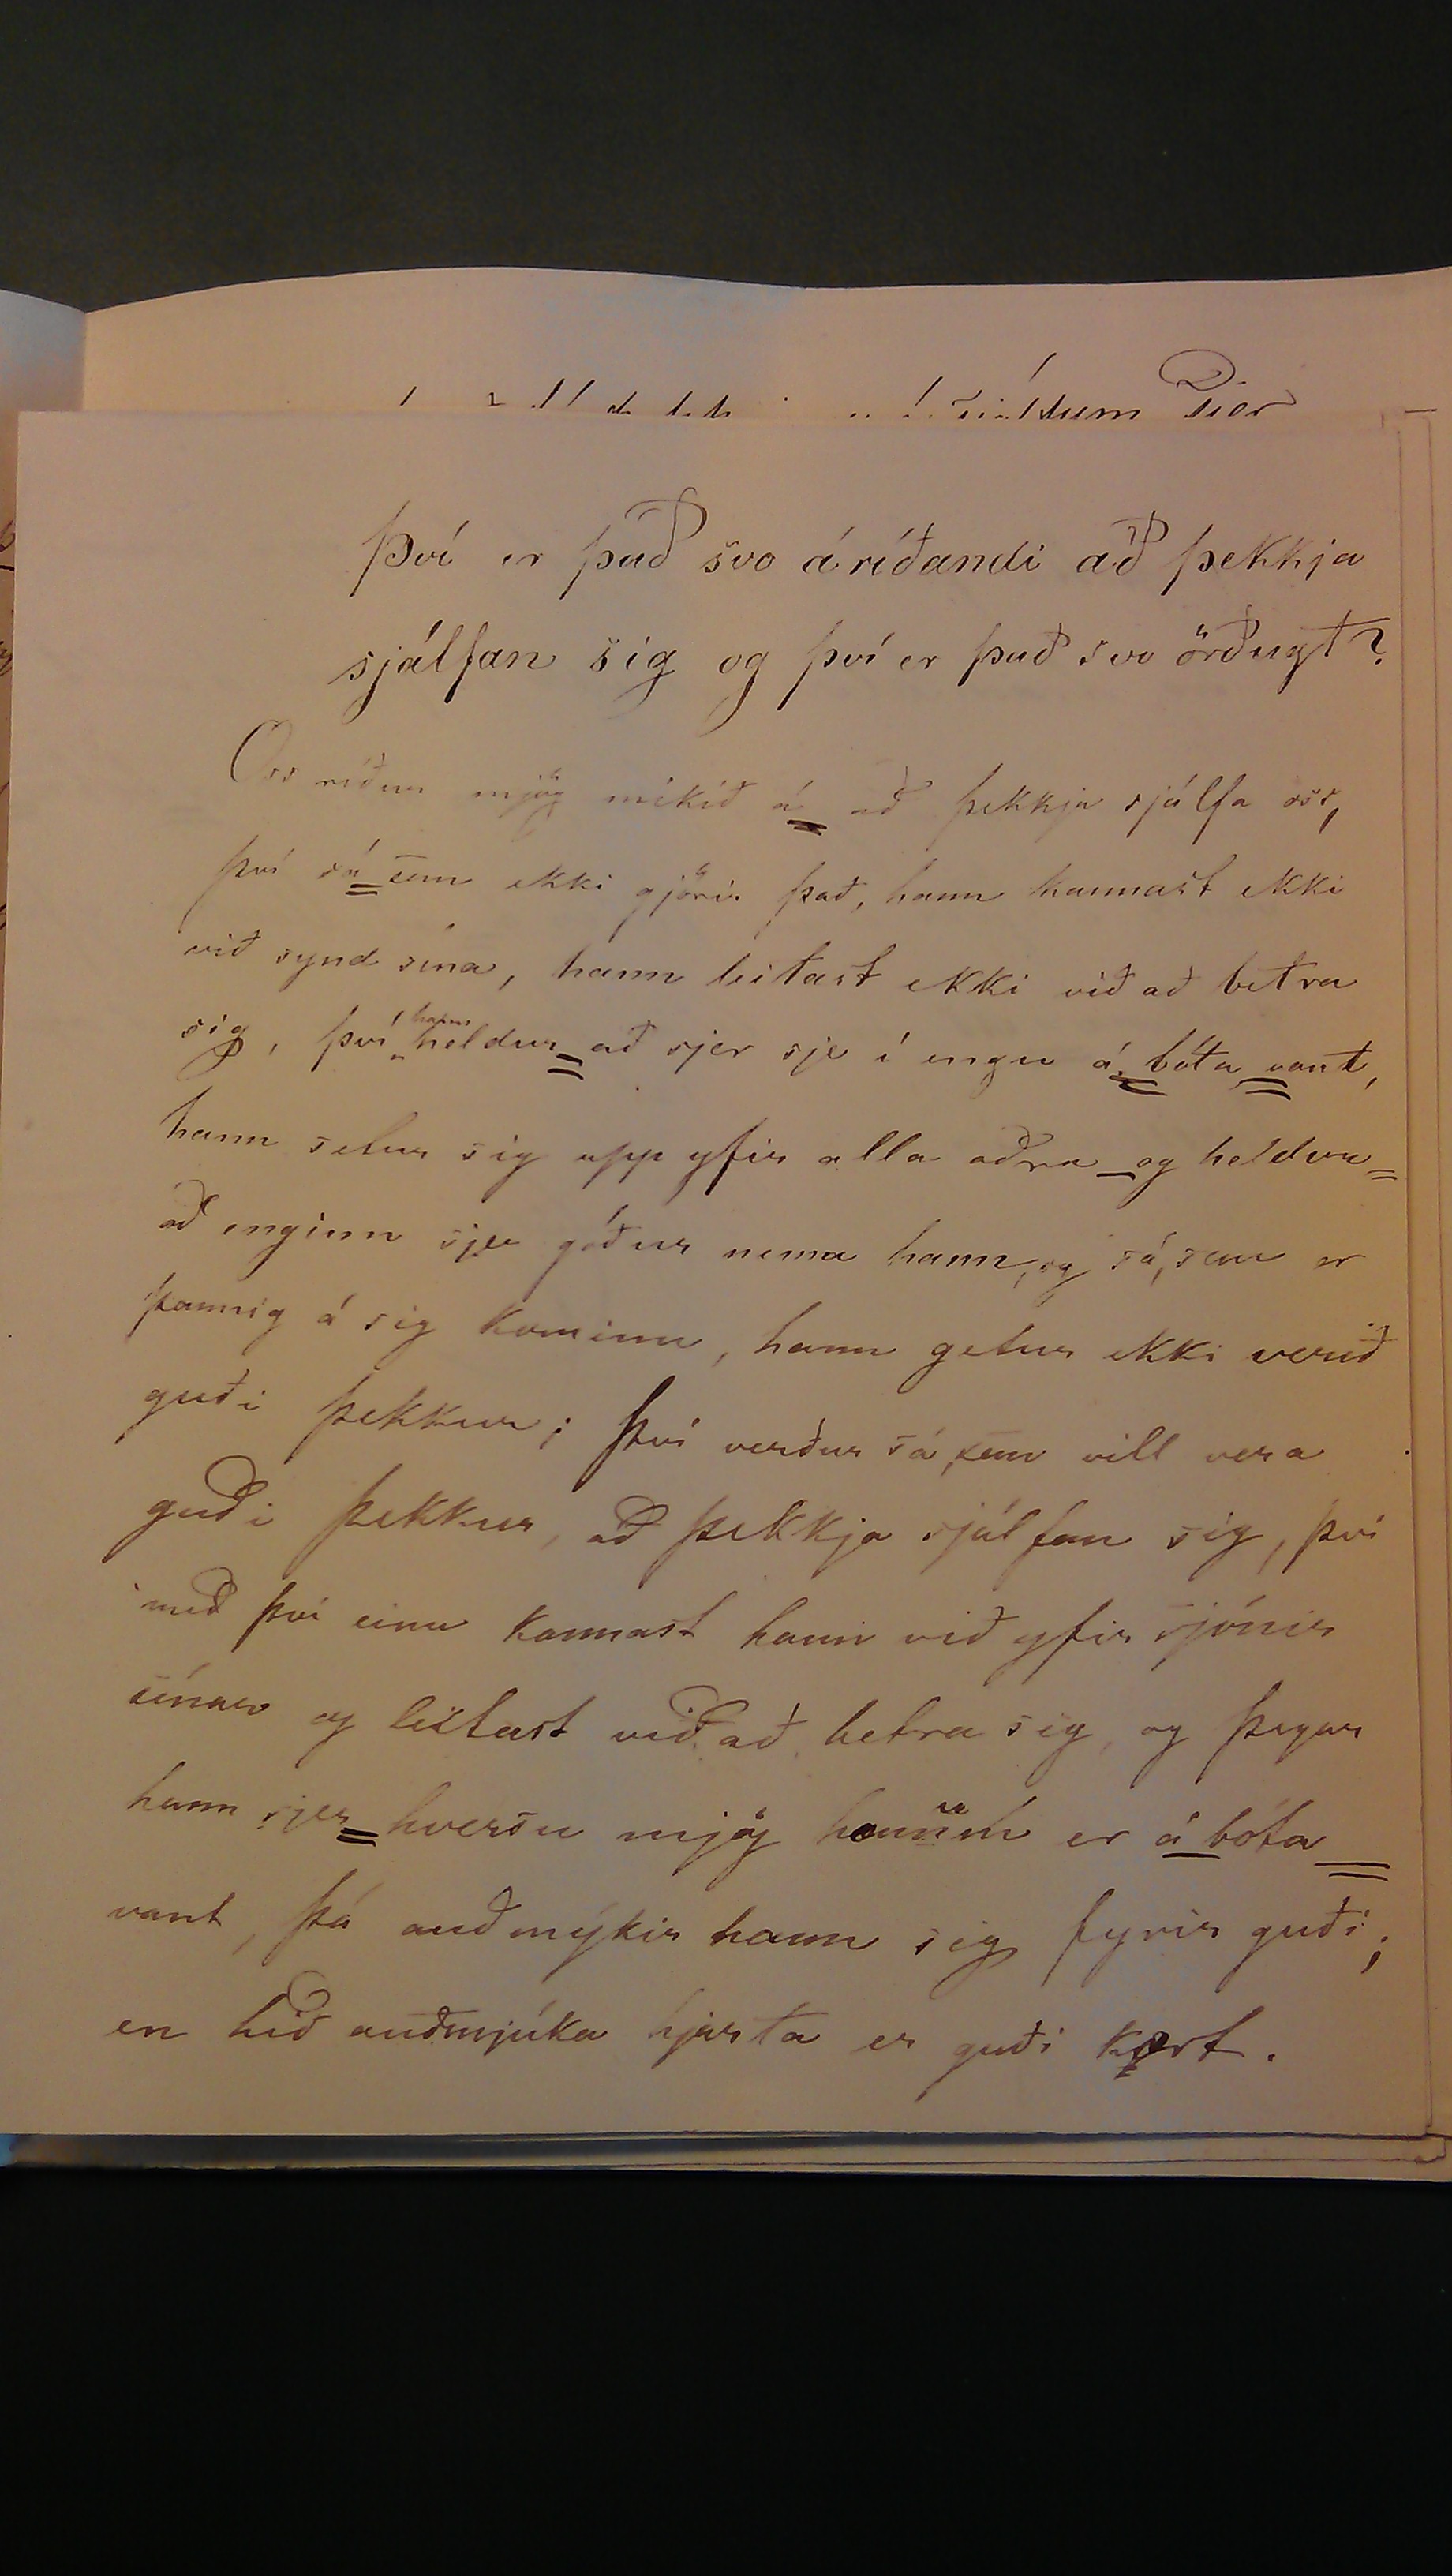 Því er það svo áríðandi að þekkja
sjálfan sig og því er það svo örðugt?
Oss ríður mjög mikið á að þekkja sjálfa oss,
því sá sem ekki gjörir það, hann kannast ekki
við synd sína, hann leitast ekki við að betra
sig, því hann heldur að sjer sje í engu á bóta vant,
hann setur sig upp yfir alla aðra og heldur
að enginn sje góður nema hann, og sá, sem er
þannig á sig kominn, hann getur ekki verið
guði þekkur; Því verður sá, sem vill vera
guði þekkur, að þekkja sjálfan sig, því
með því einu kannast hann við yfir sjónir
sínar og leitast við að betra sig, og þegar
hann sjer hversu mjög er á bóta
vant, þá auðmýkir hann sig fyrir guði;
en hið auðmjúka hjarta er guði kært.